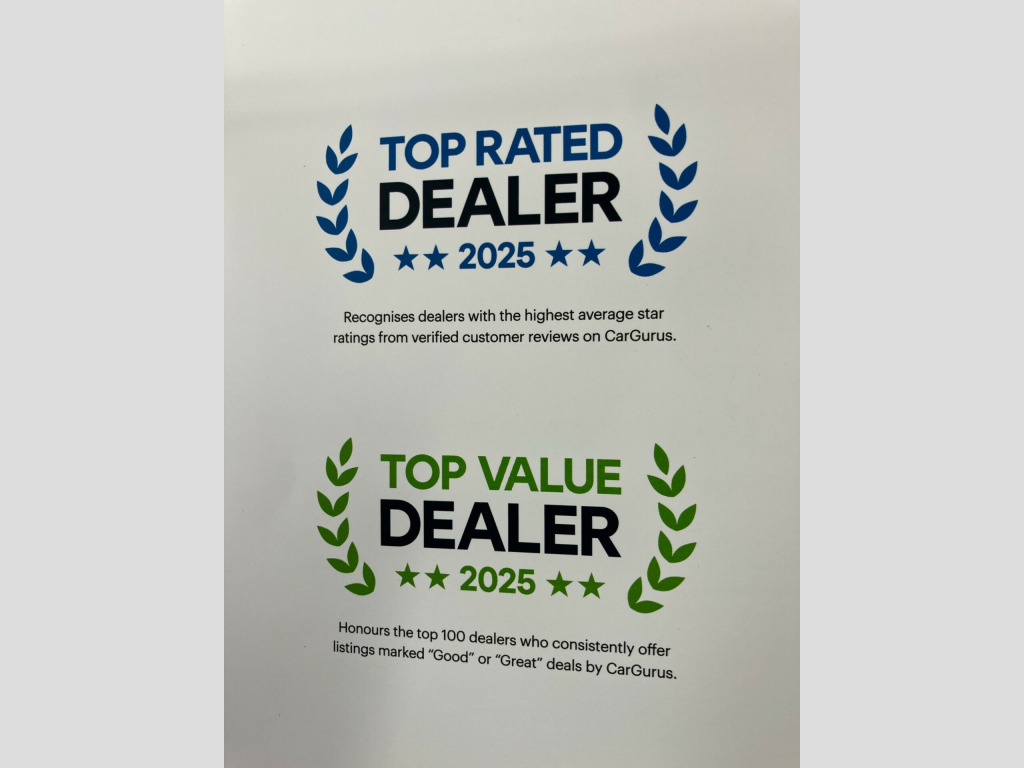 TOP RATED
DEALER
★★ 2025 ★★
Recognises dealers with the highest average star
ratings from verified customer reviews on CarGurus.
TOP VALUE
DEALER
★★ 2025 ★★
Honours the top 100 dealers who consistently offer
listings marked “Good” or “Great” deals by CarGurus.